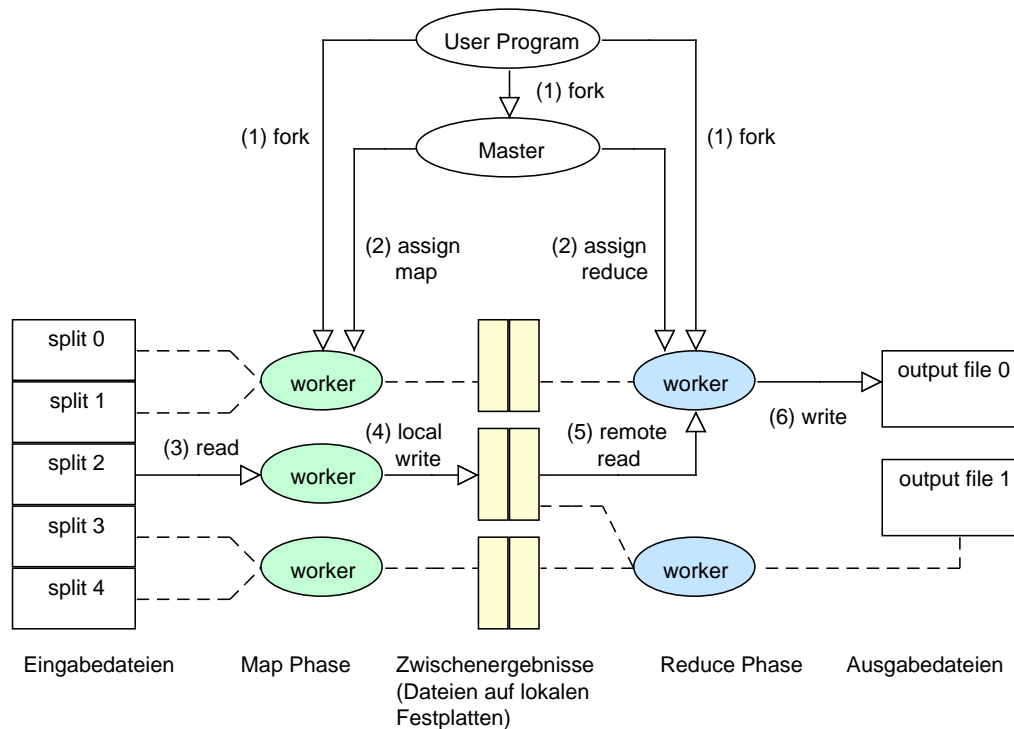 User Program
(1) fork
(1) fork
(1) fork
Master
(2) assign
map
(2) assign
reduce
split 0
split 1
split 2
split 3
split 4
worker
worker
worker
(3) read
(4) local
write
(5) remote
read
worker
worker
(6) write
output file 0
output file 1
Eingabedateien
Map Phase
Zwischenergebnisse
(Dateien auf lokalen
Festplatten)
Reduce Phase
Ausgabedateien